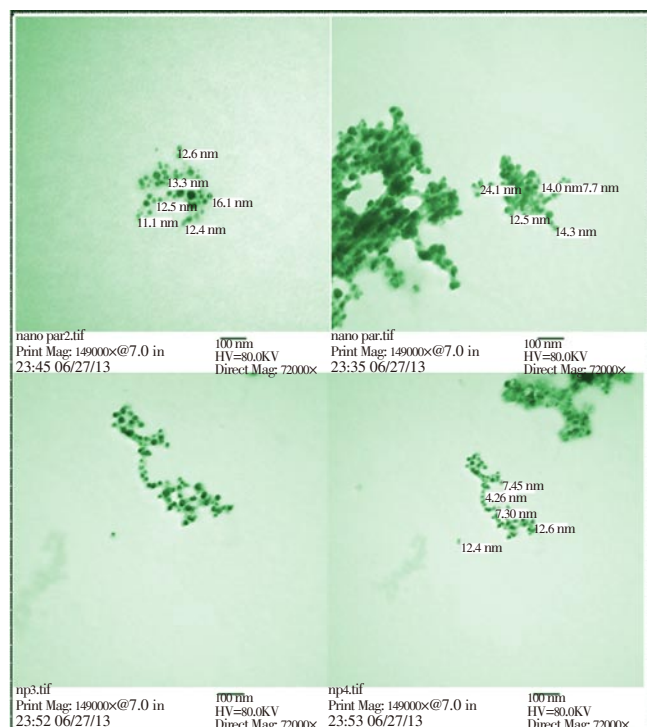 12.6 nm
13.3 nm
12.5 nm
16.1 nm
11.1 nm
12.4 nm
nano par2.tif
Print Mag: 149000×@7.0 in
23:45 06/27/13
100 nm
HV=80.0KV
Direct Mag: 72000×
24.1 nm
14.0 nm
7.7 nm
12.5 nm
14.3 nm
nano par.tif
Print Mag: 149000×@7.0 in
23:35 06/27/13
100 nm
HV=80.0KV
Direct Mag: 72000×
np3.tif
Print Mag: 149000×@7.0 in
23:52 06/27/13
100 nm
HV=80.0KV
Direct Mag: 72000×
7.45 nm
4.26 nm
7.30 nm
12.6 nm
12.4 nm
np4.tif
Print Mag: 149000×@7.0 in
23:53 06/27/13
100 nm
HV=80.0KV
Direct Mag: 72000×